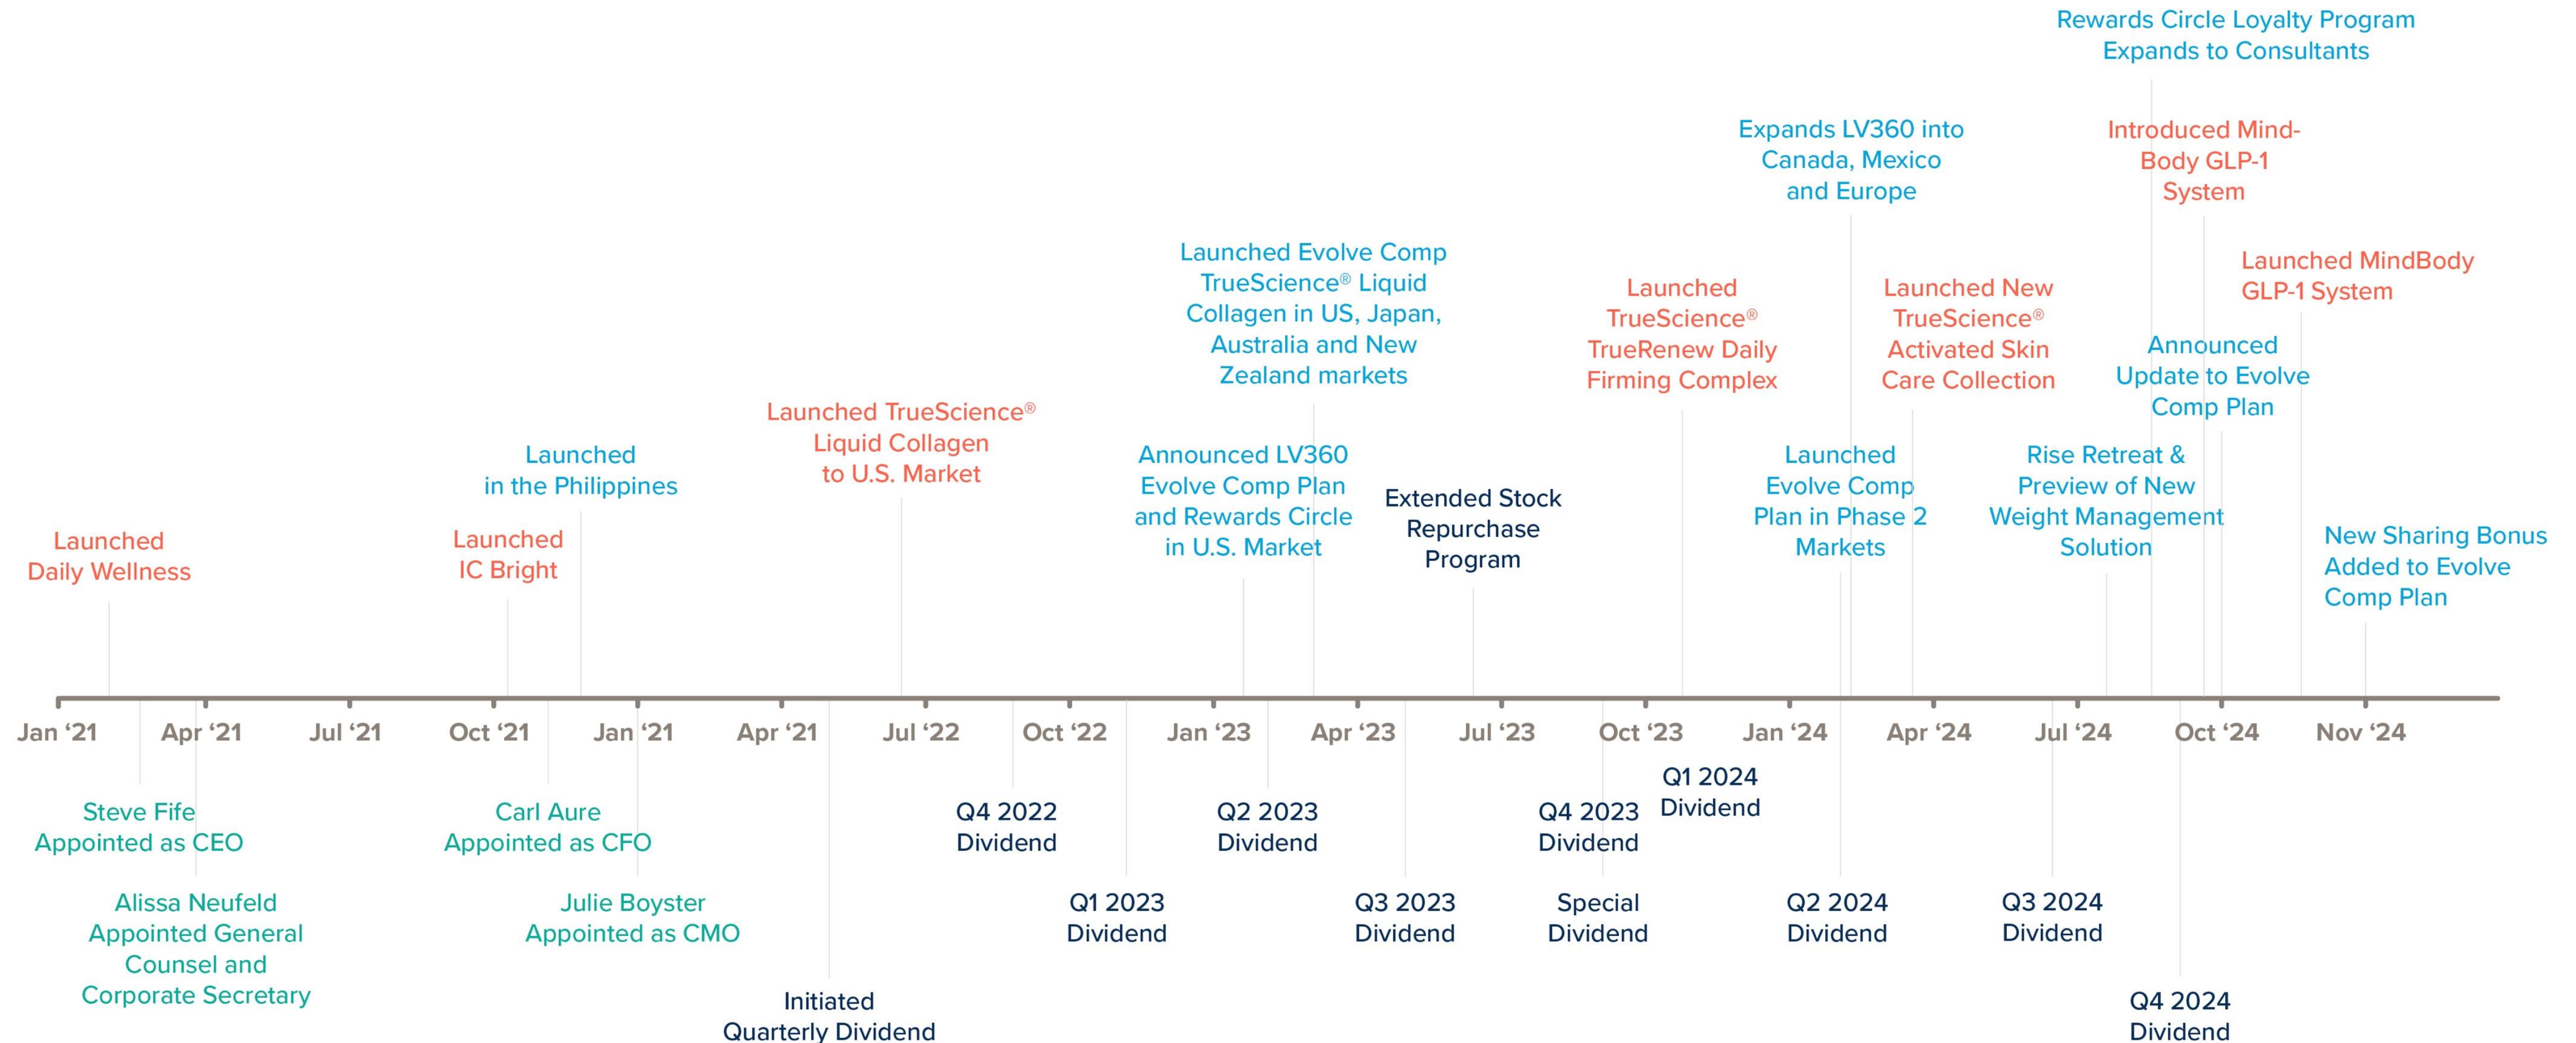 Rewards Circle Loyalty Program
Expands to Consultants
Expands LV360 into
Canada, Mexico
and Europe
Introduced Mind-
Body GLP-1
System
Launched Evolve Comp
TrueScience® Liquid
Collagen in US, Japan,
Australia and New
Zealand markets
Launched
TrueScience®
TrueRenew Daily
Firming Complex
Launched New
TrueScience®
Activated Skin
Care Collection
Launched MindBody
GLP-1 System
Announced
Update to Evolve
Comp Plan
Launched TrueScience®
Liquid Collagen
to U.S. Market
Launched
in the Philippines
Announced LV360
Evolve Comp Plan
and Rewards Circle
in U.S. Market
Extended Stock
Repurchase
Program
Launched
Evolve Comp
Plan in Phase 2
Markets
Rise Retreat &
Preview of New
Weight Management
Solution
New Sharing Bonus
Added to Evolve
Comp Plan
Launched
Daily Wellness
Launched
IC Bright
Jan ‘21
Apr ‘21
Jul ‘21
Oct ‘21
Jan ‘21
Apr ‘21
Jul ‘22
Oct ‘22
Jan ‘23
Apr ‘23
Jul ‘23
Oct ‘23
Jan ‘24
Apr ‘24
Jul ‘24
Oct ‘24
Nov ‘24
Steve Fife
Appointed as CEO
Alissa Neufeld
Appointed General
Counsel and
Corporate Secretary
Carl Aure
Appointed as CFO
Julie Boyster
Appointed as CMO
Initiated
Quarterly Dividend
Q4 2022
Dividend
Q1 2023
Dividend
Q2 2023
Dividend
Q3 2023
Dividend
Q4 2023
Dividend
Special
Dividend
Q1 2024
Dividend
Q2 2024
Dividend
Q3 2024
Dividend
Q4 2024
Dividend